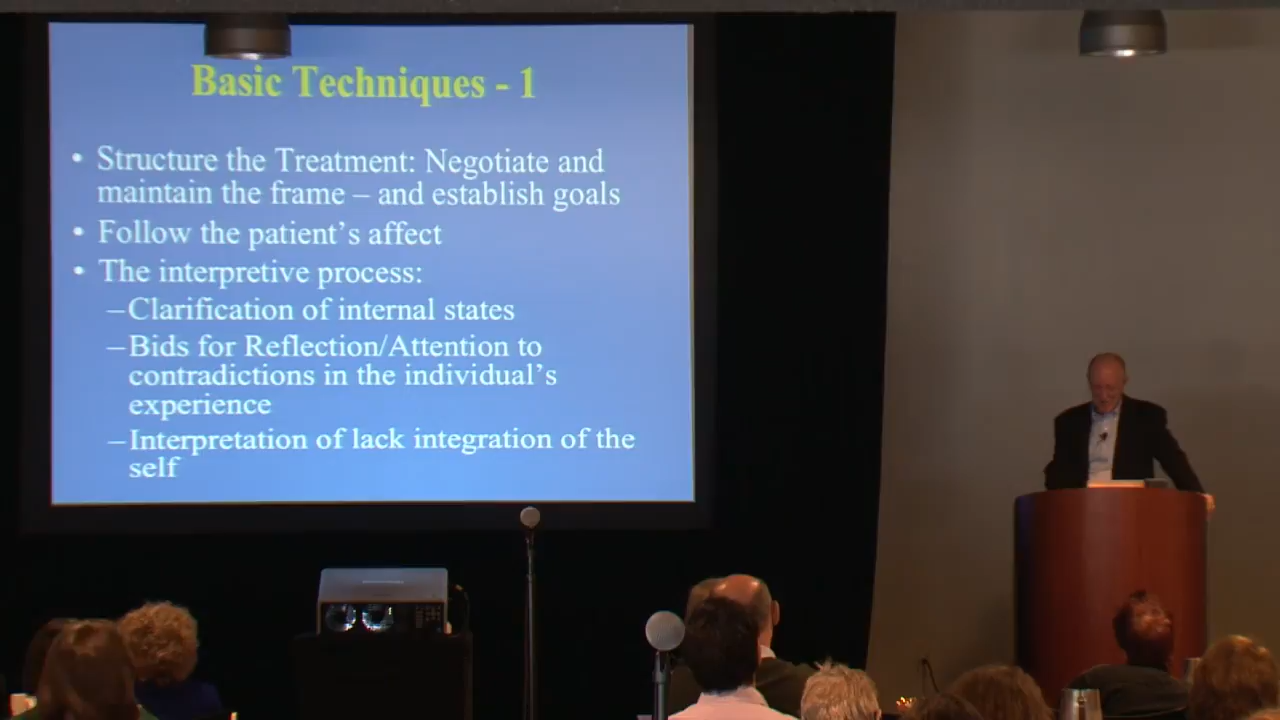 Basic Techniques - 1
• Structure the Treatment: Negotiate and
maintain the frame – and establish goals
• Follow the patient's affect
• The interpretive process:
–Clarification of internal states
–Bids for Reflection/Attention to
contradictions in the individual's
experience
–Interpretation of lack integration of the
self